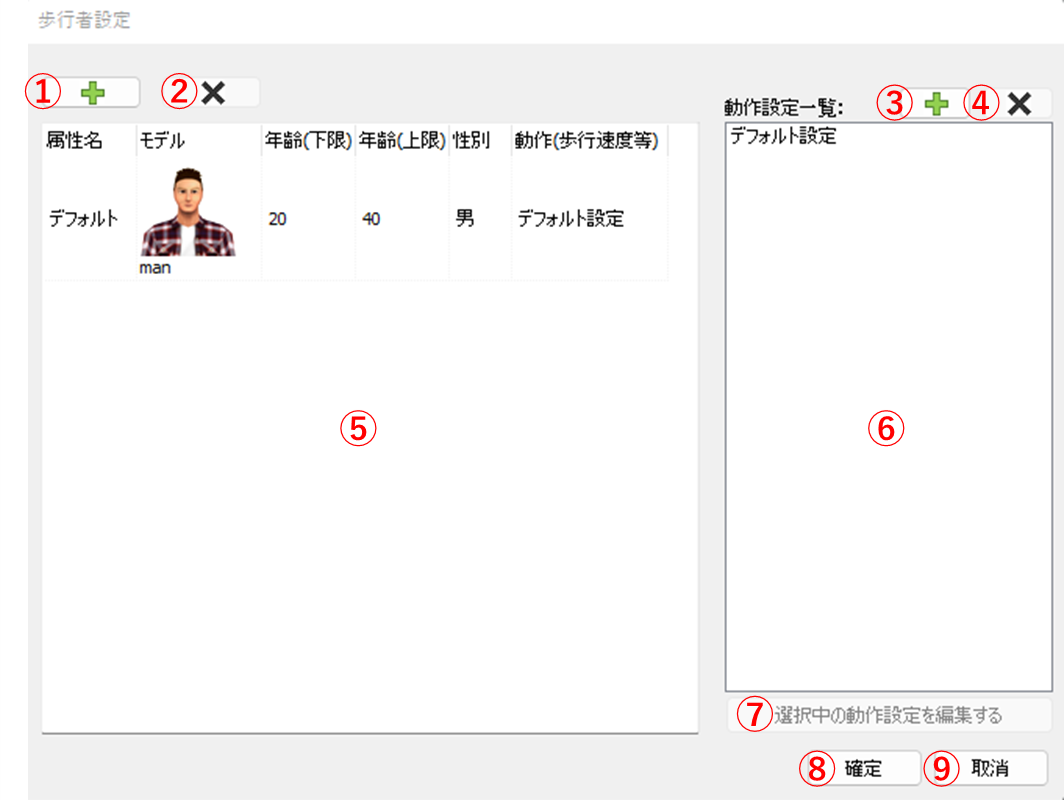 歩行者設定
① ②
動作設定一覧: ③ ④
属性名 モデル 年齢(下限) 年齢(上限) 性別 動作(歩行速度等)
デフォルト設定
デフォルト 20 40 男 デフォルト設定
man
⑤
⑥
⑦ 選択中の動作設定を編集する
⑧ 確定 ⑨ 取消